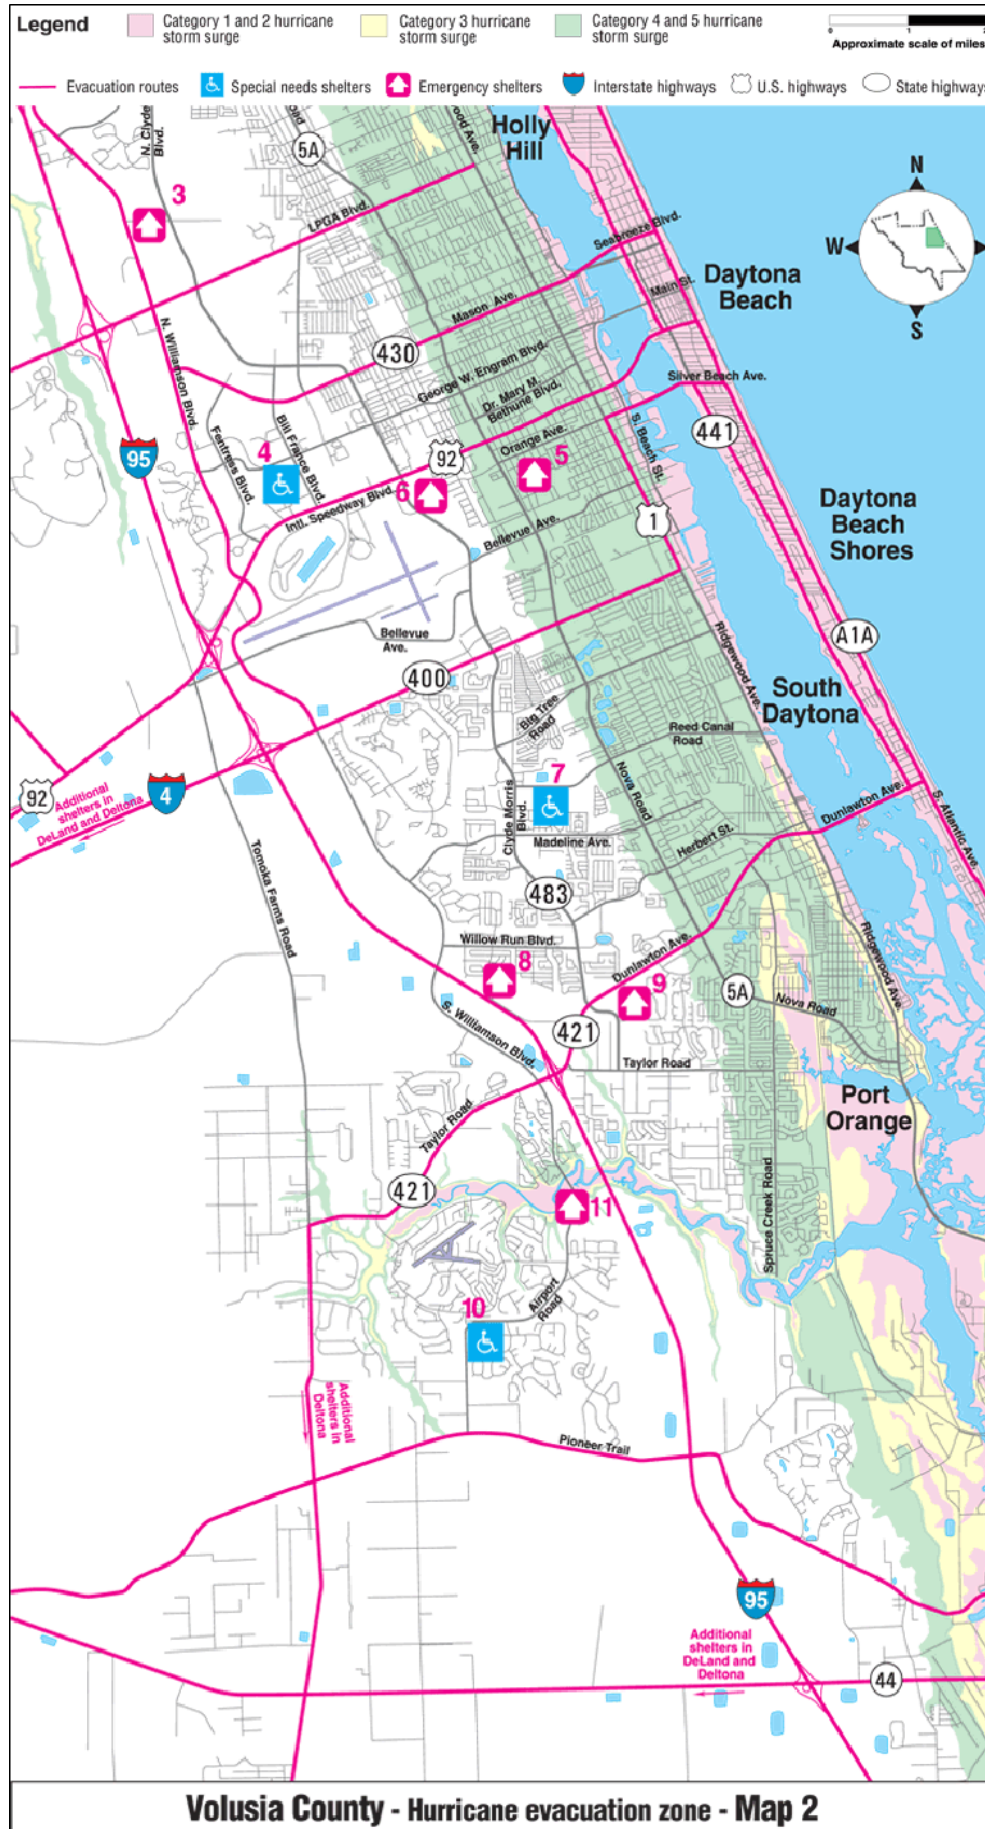 Legend
Category 1 and 2 hurricane
storm surge
Category 3 hurricane
storm surge
Category 4 and 5 hurricane
storm surge
0 1
Approximate scale of miles
Evacuation routes
Special needs shelters
Emergency shelters
Interstate highways
U.S. highways
State highways
N. Clyde
Blvd.
5A
wood Ave.
Holly
Hill
3
LPGA Blvd.
N
W
S
Seabreeze Blvd.
Daytona
Beach
Main St.
Mason Ave.
N. Williamson Blvd.
430
George W. Engram Blvd.
Dr. Mary M.
Bethune Blvd.
Silver Beach Ave.
Fentress Blvd.
Bill France Blvd.
Orange Ave.
S. Beach St.
441
95
4
92
5
6
Intl. Speedway Blvd.
Bellevue Ave.
1
Daytona
Beach
Shores
Bellevue
Ave.
400
Ridgewood Ave.
A1A
South
Daytona
Big Tree
Road
Reed Canal
Road
92
Additional
shelters in
DeLand and Deltona
4
7
Nova Road
Clyde Morris
Blvd.
Madeline Ave.
Herbert St.
Dunlawton Ave.
S. Atlantic Ave.
Tomoka Farms Road
483
Willow Run Blvd.
Dunlawton Ave.
Ridgewood Ave.
8
9
5A
Nova Road
S. Williamson Blvd.
421
Taylor Road
Port
Orange
Taylor Road
421
11
Spruce Creek Road
10
Airport
Road
Additional
shelters in
Deltona
Pioneer Trail
95
Additional
shelters in
DeLand and
Deltona
44
Volusia County - Hurricane evacuation zone - Map 2